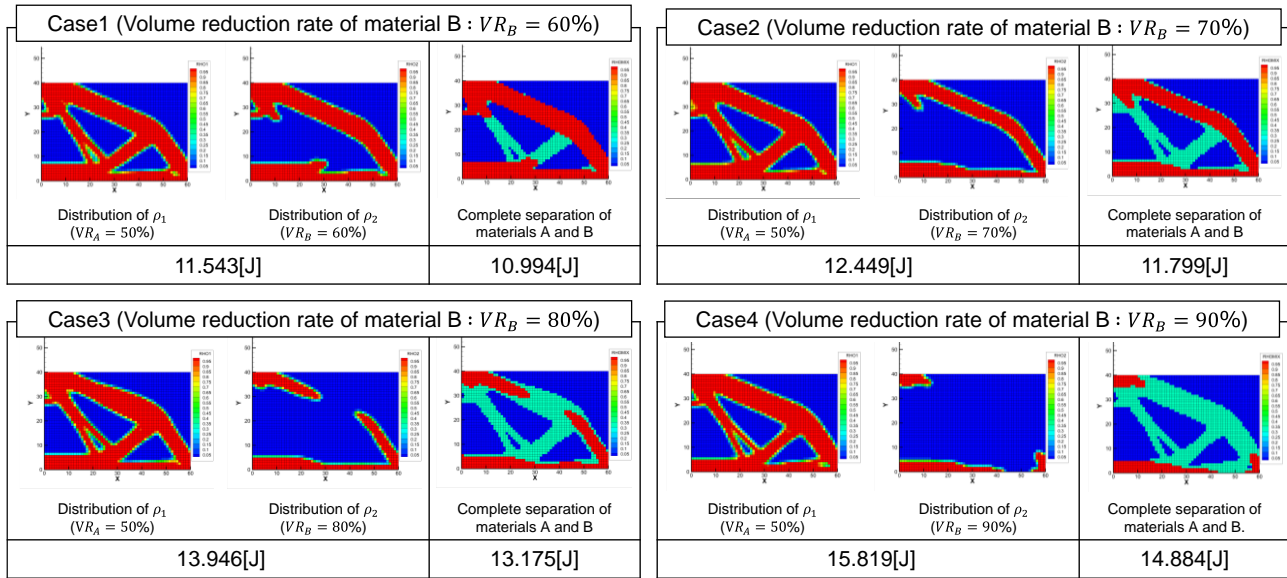 Case1 (Volume reduction rate of material B : VR_B = 60%)
Distribution of ρ₁
(VR_A = 50%)
Distribution of ρ₂
(VR_B = 60%)
Complete separation of
materials A and B
11.543[J]
10.994[J]
Case2 (Volume reduction rate of material B : VR_B = 70%)
Distribution of ρ₁
(VR_A = 50%)
Distribution of ρ₂
(VR_B = 70%)
Complete separation of
materials A and B
12.449[J]
11.799[J]
Case3 (Volume reduction rate of material B : VR_B = 80%)
Distribution of ρ₁
(VR_A = 50%)
Distribution of ρ₂
(VR_B = 80%)
Complete separation of
materials A and B
13.946[J]
13.175[J]
Case4 (Volume reduction rate of material B : VR_B = 90%)
Distribution of ρ₁
(VR_A = 50%)
Distribution of ρ₂
(VR_B = 90%)
Complete separation of
materials A and B.
15.819[J]
14.884[J]